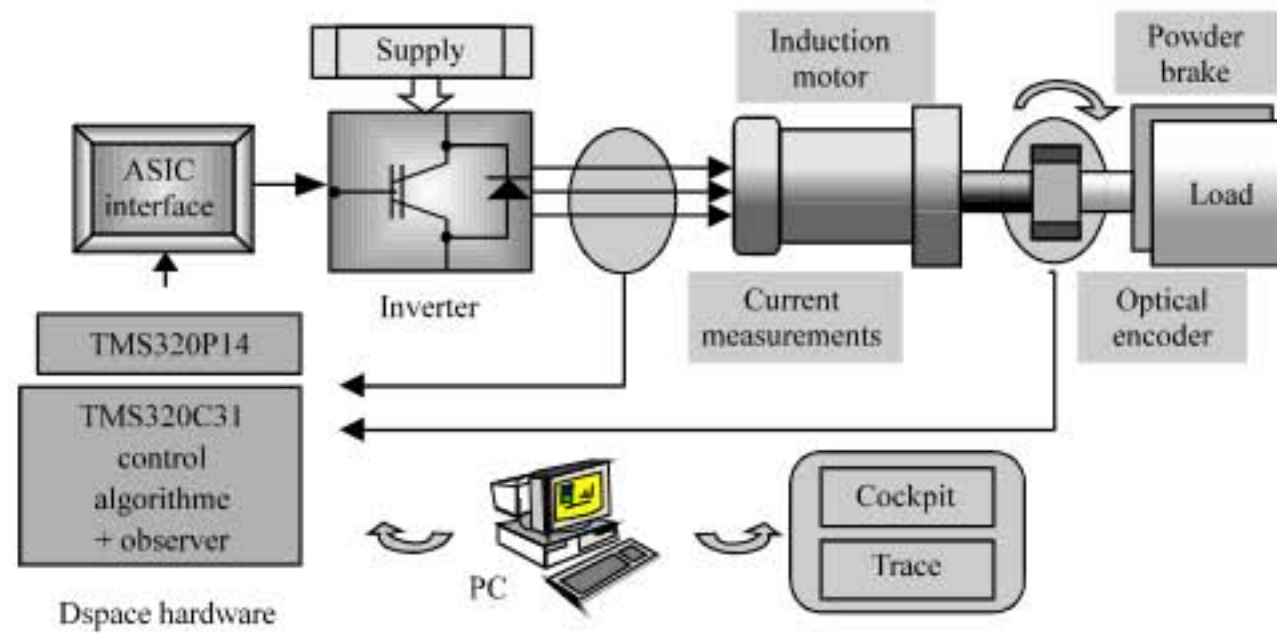 Supply
Induction
motor
Powder
brake
ASIC
interface
Load
Inverter
Current
measurements
Optical
encoder
TMS320P14
TMS320C31
control
algorithme
+ observer
Cockpit
Trace
PC
Dspace hardware